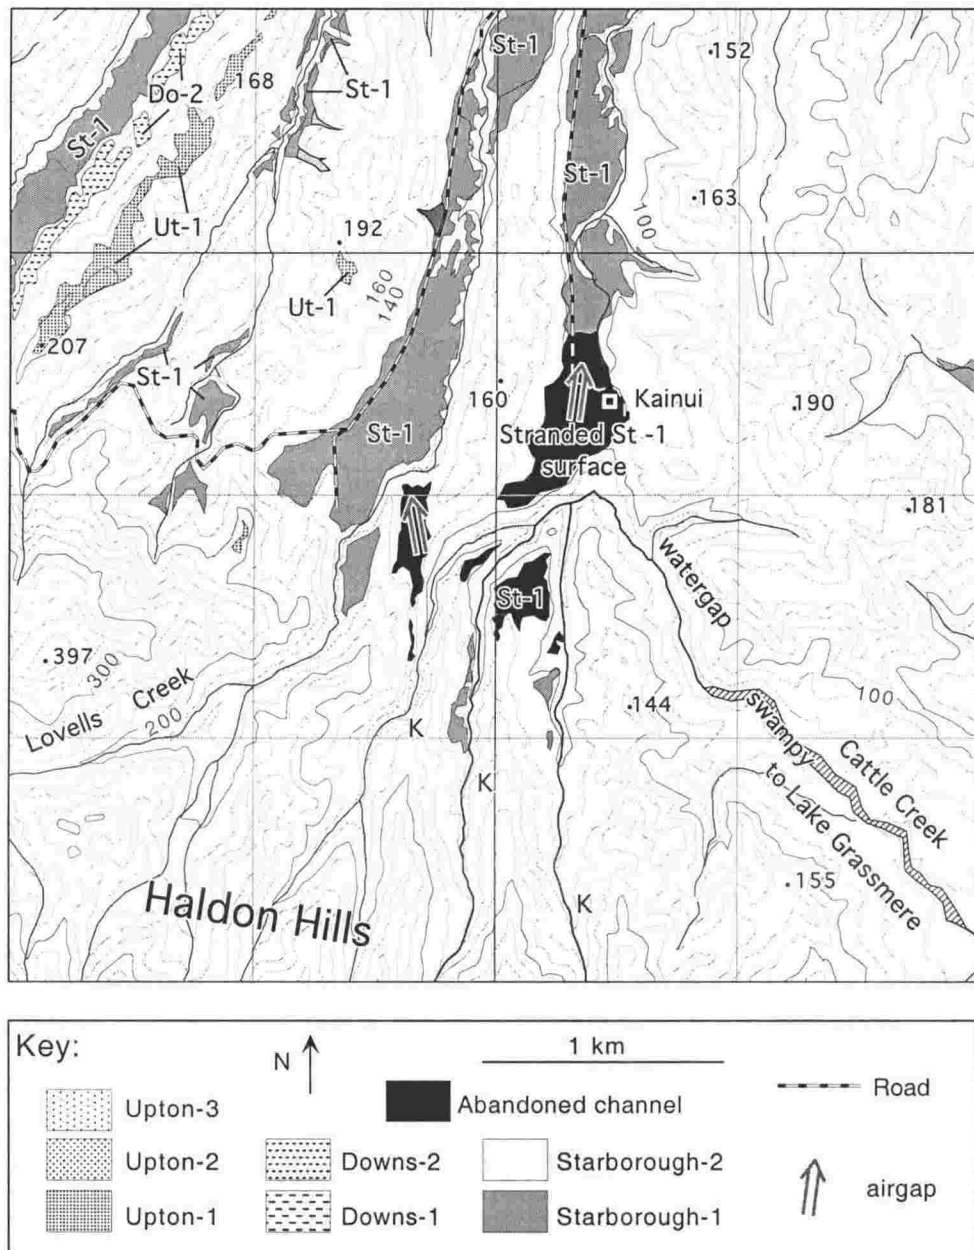 St-1
152
Do-2
168
St-1
St-1
St-1
163
100
Ut-1
192
160
140
Ut-1
207
St-1
160
Kainui
190
St-1
Stranded St -1
surface
181
watergap
St-1
397
300
Lovells Creek
200
144
100
K
swampy
Cattle Creek
to Lake Grassmere
K
155
K
Haldon Hills
Key:
N
1 km
Road
Upton-3
Abandoned channel
Upton-2
Downs-2
Starborough-2
airgap
Upton-1
Downs-1
Starborough-1